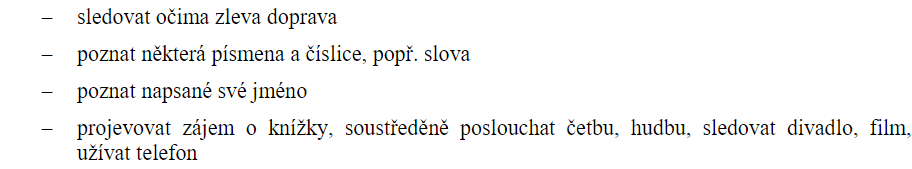 – sledovat očima zleva doprava
– poznat některá písmena a číslice, popř. slova
– poznat napsané své jméno
– projevovat zájem o knížky, soustředěně poslouchat četbu, hudbu, sledovat divadlo, film,
užívat telefon